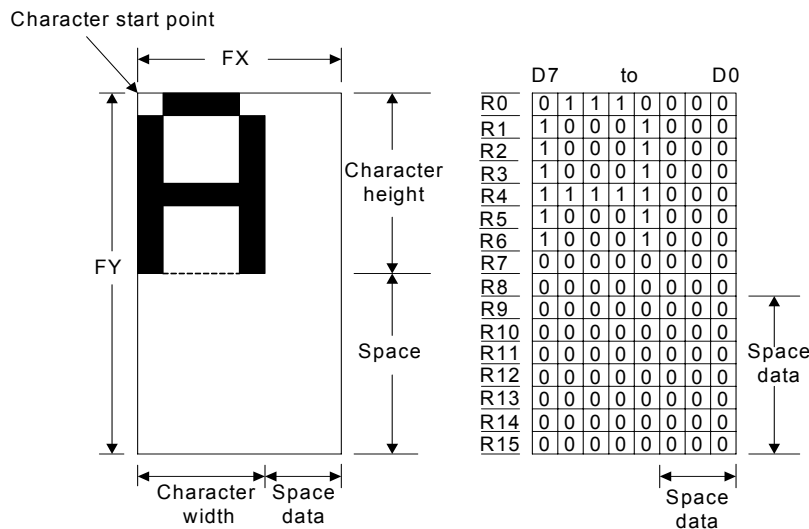 Character start point
FX
FY
Character
height
Space
Character
width
Space
data
D7 to D0
R0 0 1 1 1 0 0 0 0
R1 1 0 0 0 1 0 0 0
R2 1 0 0 0 1 0 0 0
R3 1 0 0 0 1 0 0 0
R4 1 1 1 1 1 0 0 0
R5 1 0 0 0 1 0 0 0
R6 1 0 0 0 1 0 0 0
R7 0 0 0 0 0 0 0 0
R8 0 0 0 0 0 0 0 0
R9 0 0 0 0 0 0 0 0
R10 0 0 0 0 0 0 0 0
R11 0 0 0 0 0 0 0 0
R12 0 0 0 0 0 0 0 0
R13 0 0 0 0 0 0 0 0
R14 0 0 0 0 0 0 0 0
R15 0 0 0 0 0 0 0 0
Space
data
Space
data